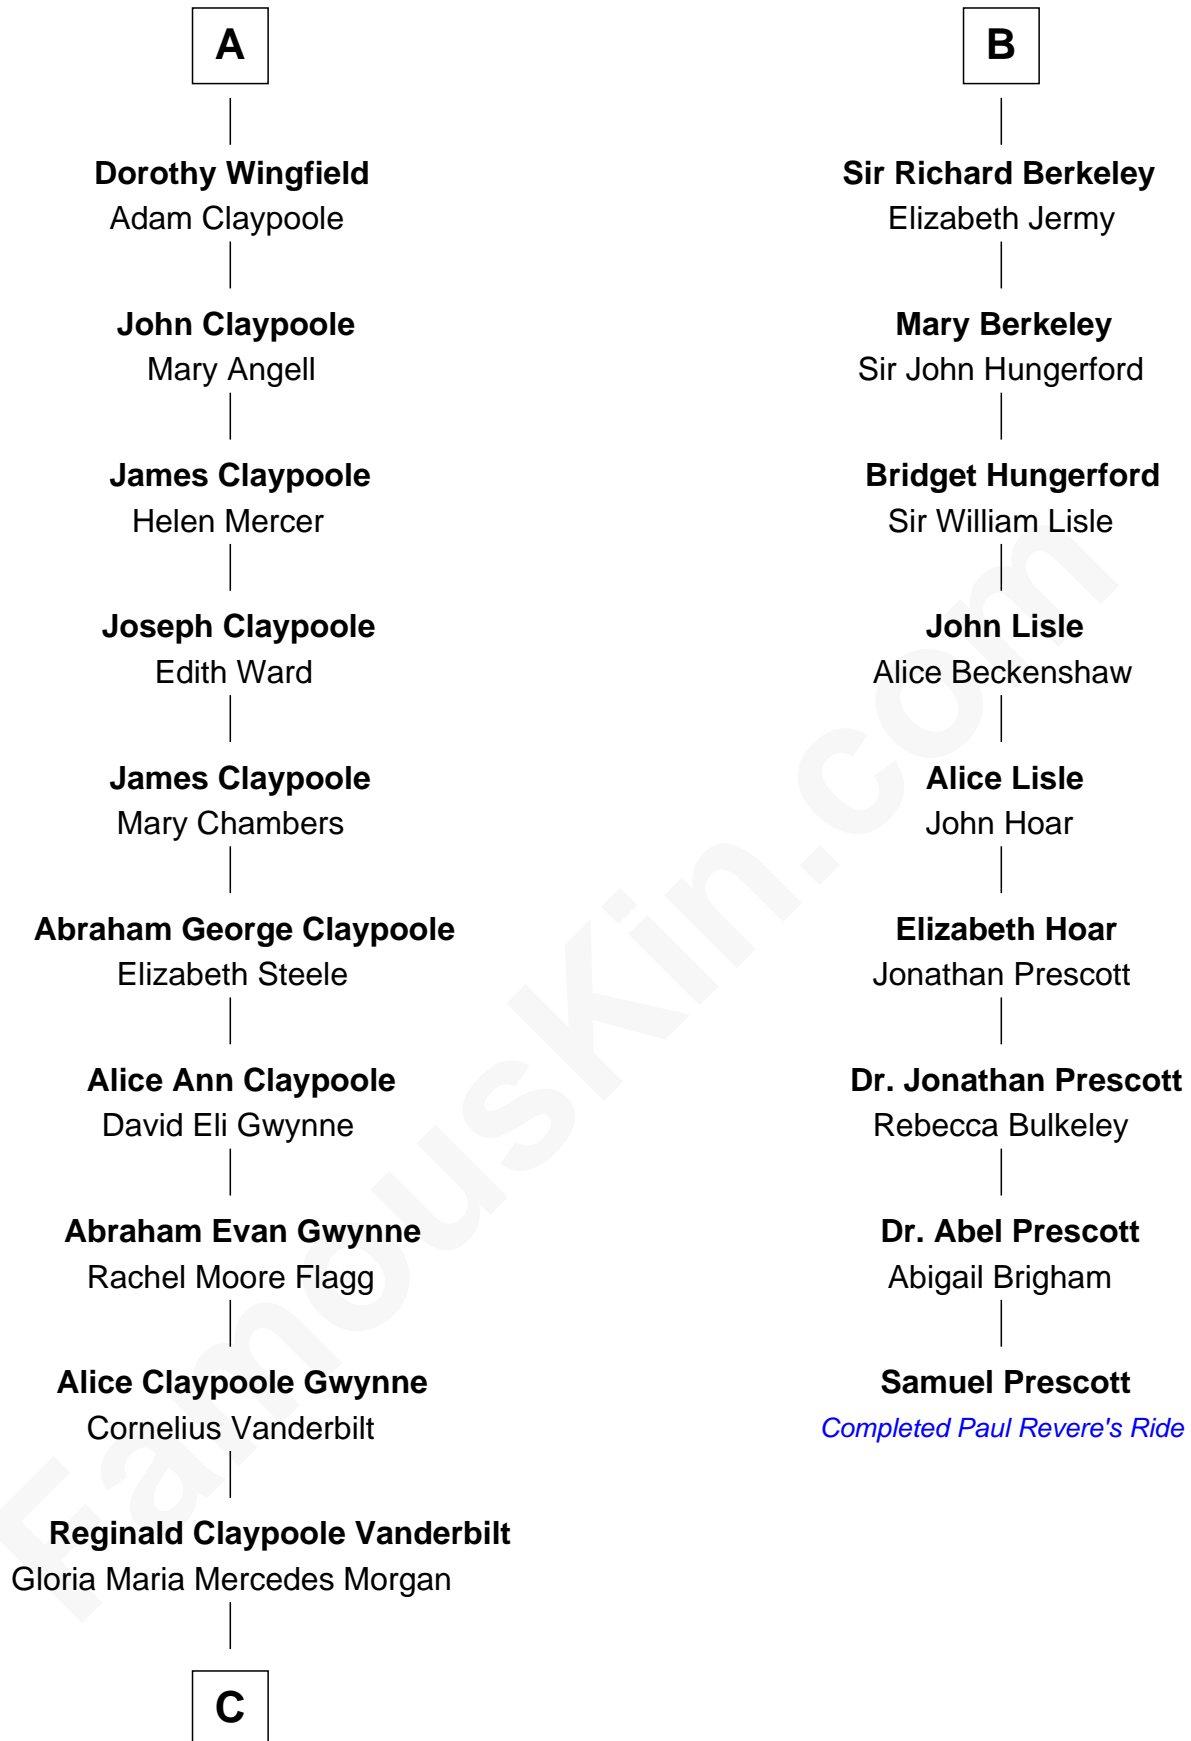 A
Dorothy Wingfield
Adam Claypoole
John Claypoole
Mary Angell
James Claypoole
Helen Mercer
Joseph Claypoole
Edith Ward
James Claypoole
Mary Chambers
Abraham George Claypoole
Elizabeth Steele
Alice Ann Claypoole
David Eli Gwynne
Abraham Evan Gwynne
Rachel Moore Flagg
Alice Claypoole Gwynne
Cornelius Vanderbilt
Reginald Claypoole Vanderbilt
Gloria Maria Mercedes Morgan
C
B
Sir Richard Berkeley
Elizabeth Jermy
Mary Berkeley
Sir John Hungerford
Bridget Hungerford
Sir William Lisle
John Lisle
Alice Beckenshaw
Alice Lisle
John Hoar
Elizabeth Hoar
Jonathan Prescott
Dr. Jonathan Prescott
Rebecca Bulkeley
Dr. Abel Prescott
Abigail Brigham
Samuel Prescott
Completed Paul Revere's Ride
FamousKin.com